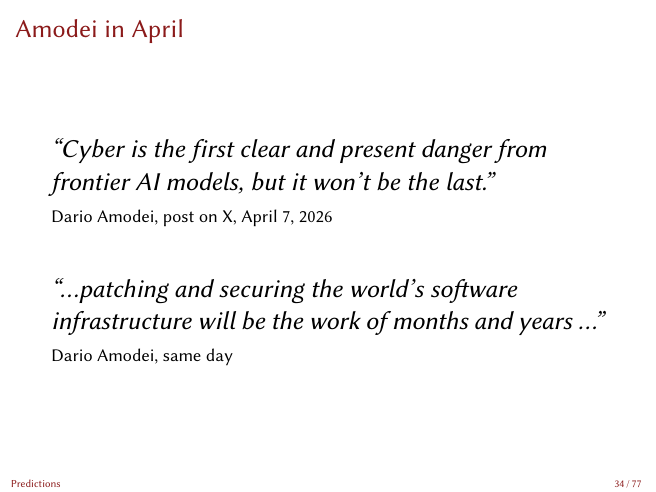 Amodei in April
“Cyber is the first clear and present danger from
frontier AI models, but it won’t be the last.”
Dario Amodei, post on X, April 7, 2026
“…patching and securing the world’s software
infrastructure will be the work of months and years …”
Dario Amodei, same day
Predictions
34 / 77